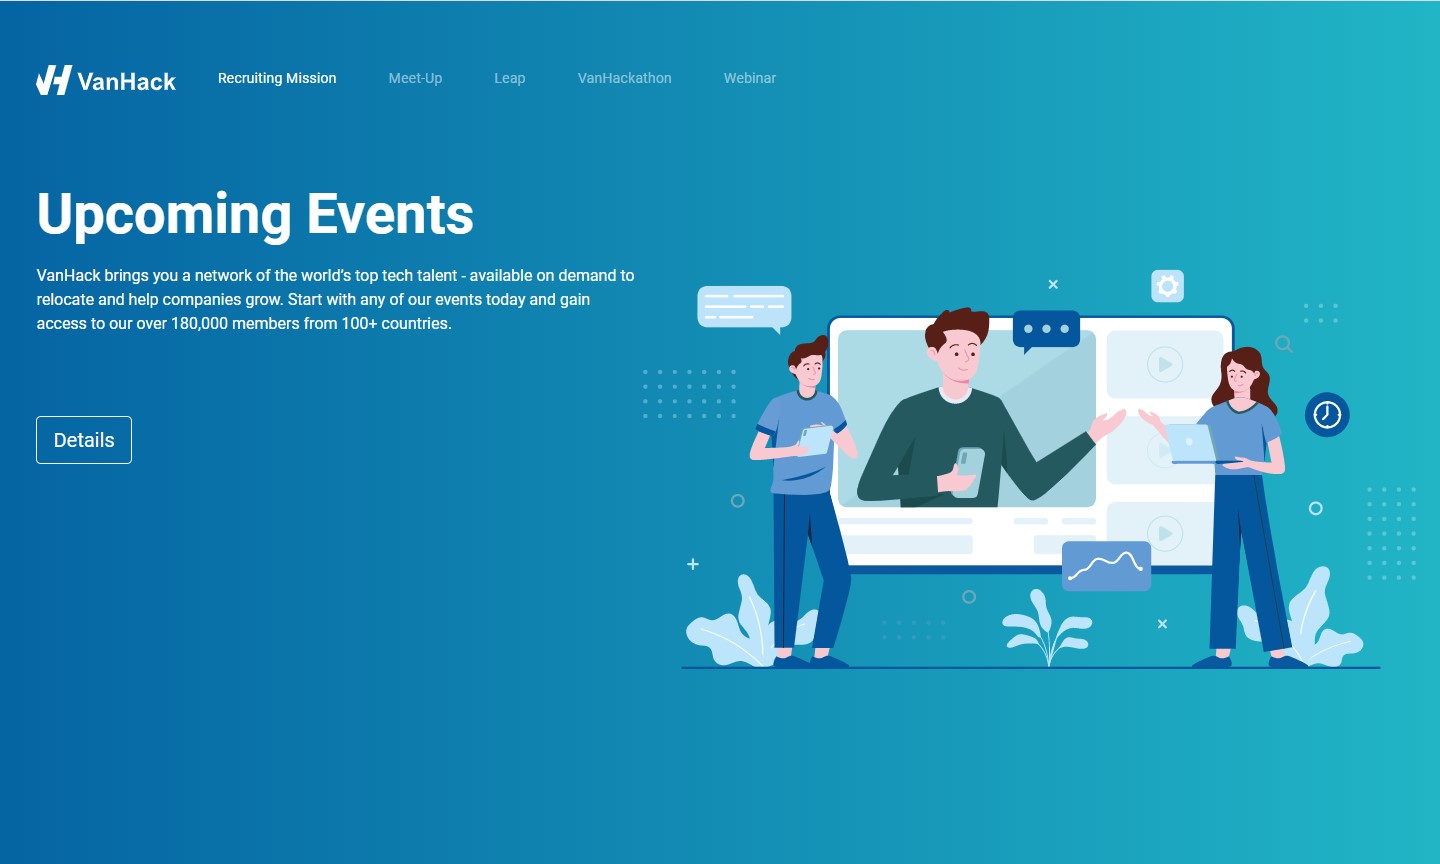 VanHack
Recruiting Mission
Meet-Up
Leap
VanHackathon
Webinar
Upcoming Events
VanHack brings you a network of the world’s top tech talent - available on demand to
relocate and help companies grow. Start with any of our events today and gain
access to our over 180,000 members from 100+ countries.
Details